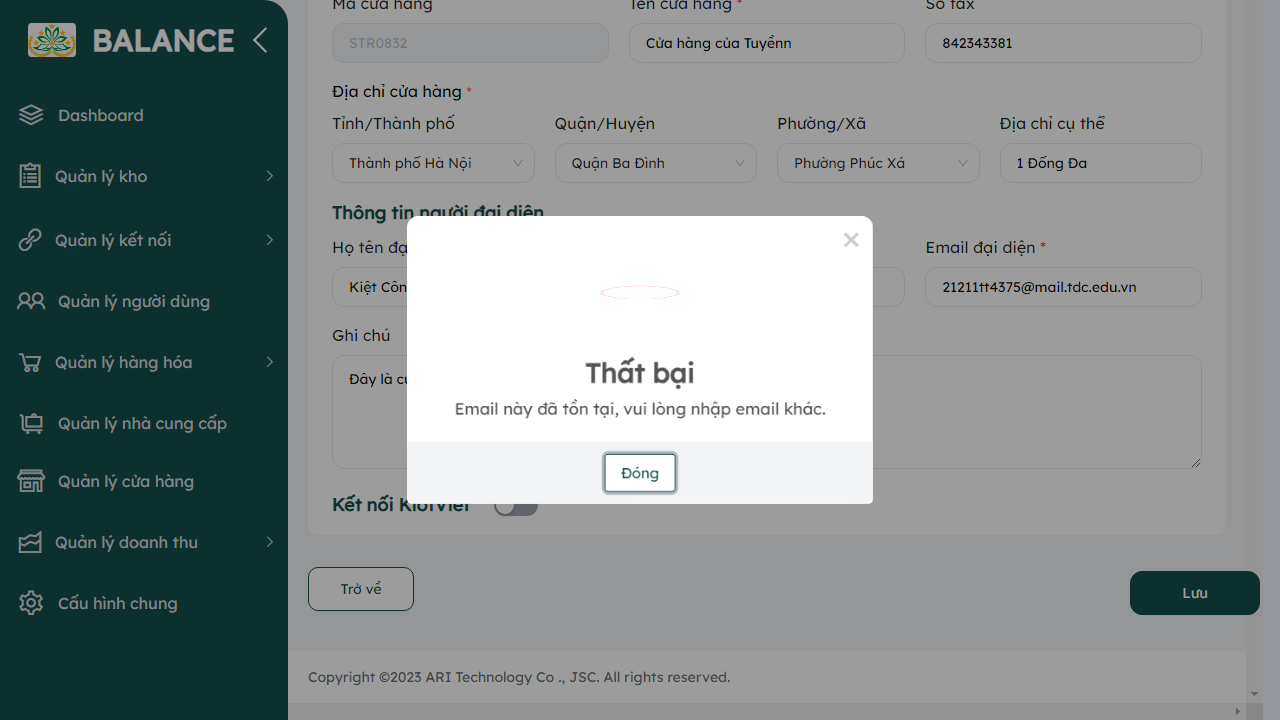 BALANCE
Dashboard
Quản lý kho
Quản lý kết nối
Quản lý người dùng
Quản lý hàng hóa
Quản lý nhà cung cấp
Quản lý cửa hàng
Quản lý doanh thu
Cấu hình chung
Mã cửa hàng
Tên cửa hàng *
Số fax
STR0832
Cửa hàng của Tuyềnn
842343381
Địa chỉ cửa hàng *
Tỉnh/Thành phố
Quận/Huyện
Phường/Xã
Địa chỉ cụ thể
Thành phố Hà Nội
Quận Ba Đình
Phường Phúc Xá
1 Đống Đa
Thông tin người đại diện
Họ tên
Email đại diện *
Kiệt
21211tt4375@mail.tdc.edu.vn
Ghi chú
Đây là
Thất bại
Email này đã tồn tại, vui lòng nhập email khác.
Đóng
Kết nối KiotViet
Trở về
Lưu
Copyright ©2023 ARI Technology Co ., JSC. All rights reserved.